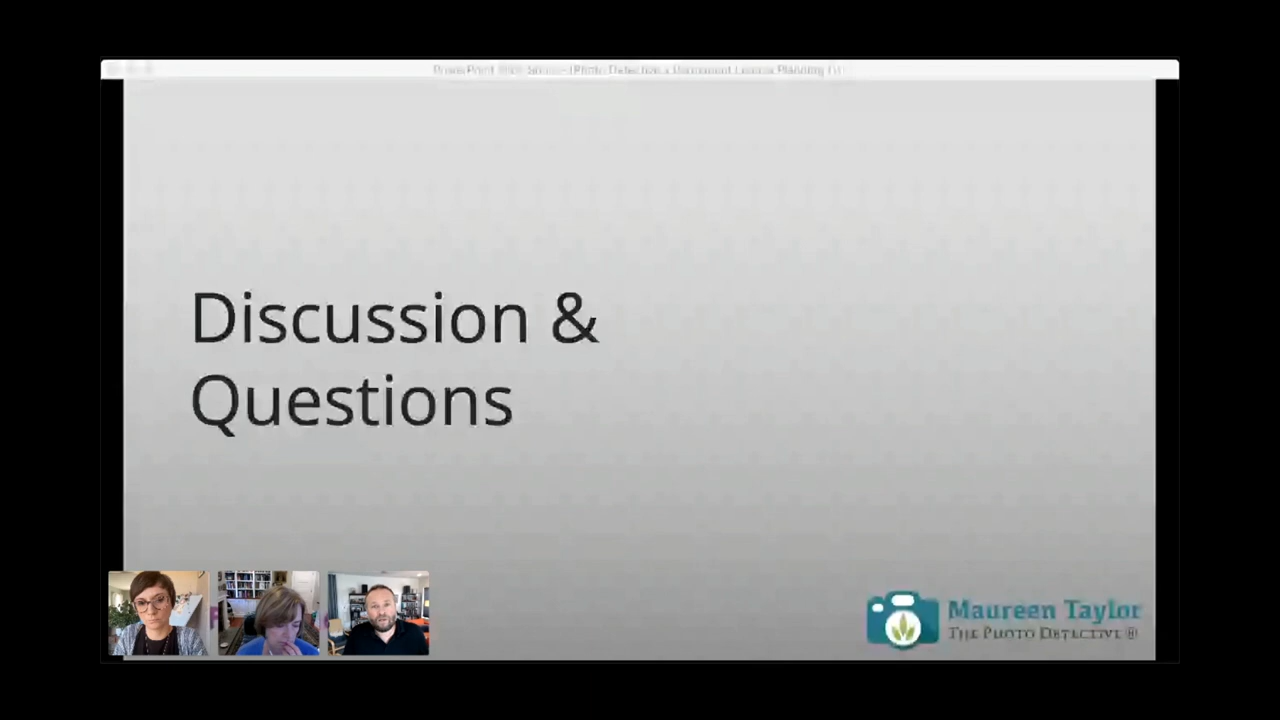 Discussion &
Questions
Maureen Taylor
THE PHOTO DETECTIVE ®